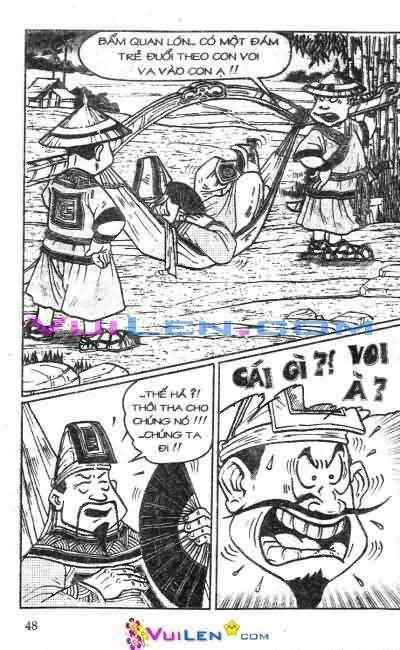 BẨM QUAN LỚN... CÓ MỘT ĐÁM
TRẺ ĐUỔI THEO CON VOI
VA VÀO CON Ạ !!
VUILEN.COM
...THẾ HẢ ?!
THÔI THA CHO
CHÚNG NÓ !!!
...CHÚNG TA
ĐI !!
CÁI GÌ ?! VOI
À ?
48
VUILEN.COM